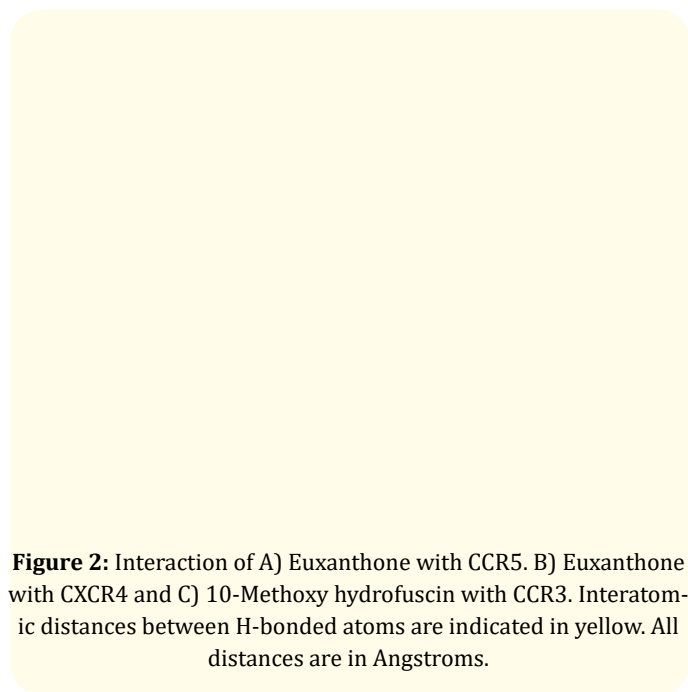 Figure 2: Interaction of A) Euxanthone with CCR5. B) Euxanthone
with CXCR4 and C) 10-Methoxy hydrofuscin with CCR3. Interatom-
ic distances between H-bonded atoms are indicated in yellow. All
distances are in Angstroms.